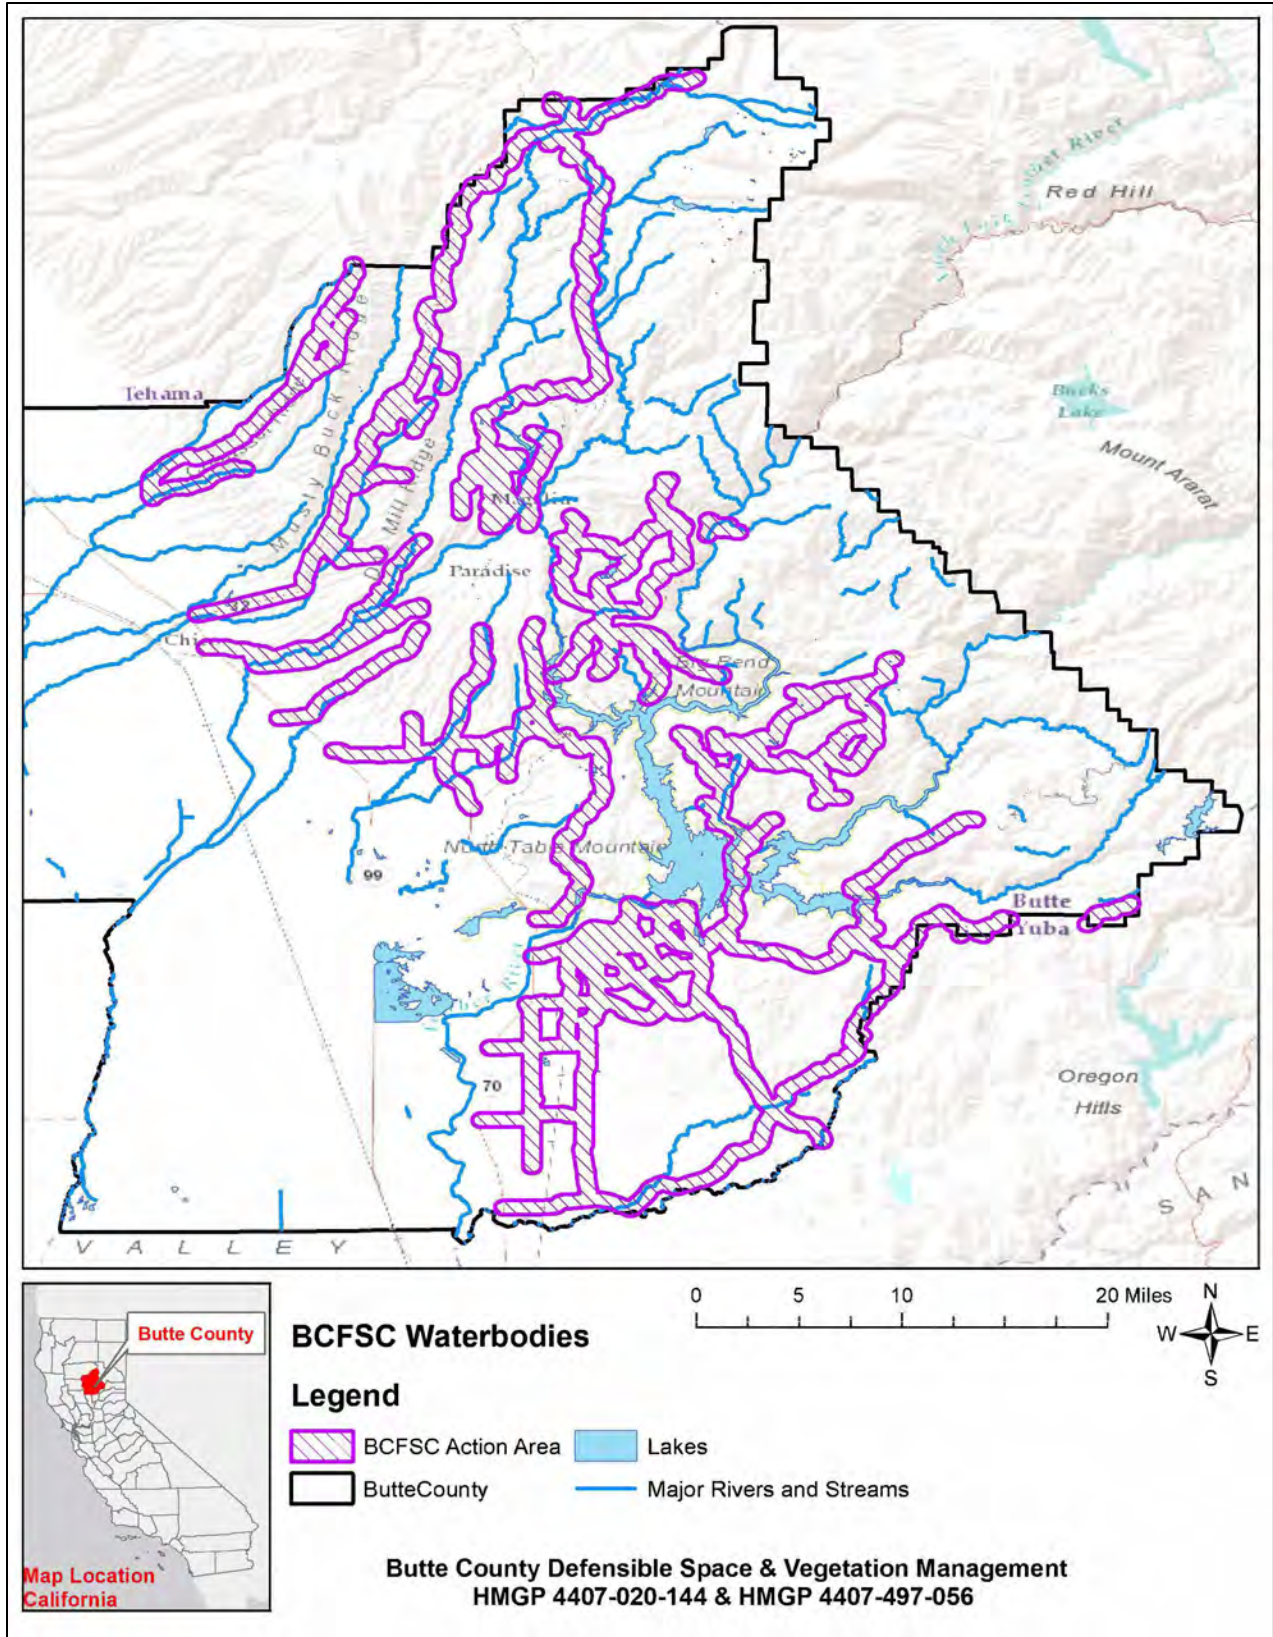 Red Hill
Tehama
Bucks
Lake
Mount Ararat
Musty Buck Ridge
Mill Ridge
Paradise
32
Big Bend
Mountain
North Table Mountain
99
Butte
Yuba
70
Oregon
Hills
SAN
VALLEY
Butte County
Map Location
California
BCFSC Waterbodies
Legend
BCFSC Action Area
Lakes
ButteCounty
Major Rivers and Streams
0 5 10 20 Miles
N
W E
S
Butte County Defensible Space & Vegetation Management
HMGP 4407-020-144 & HMGP 4407-497-056